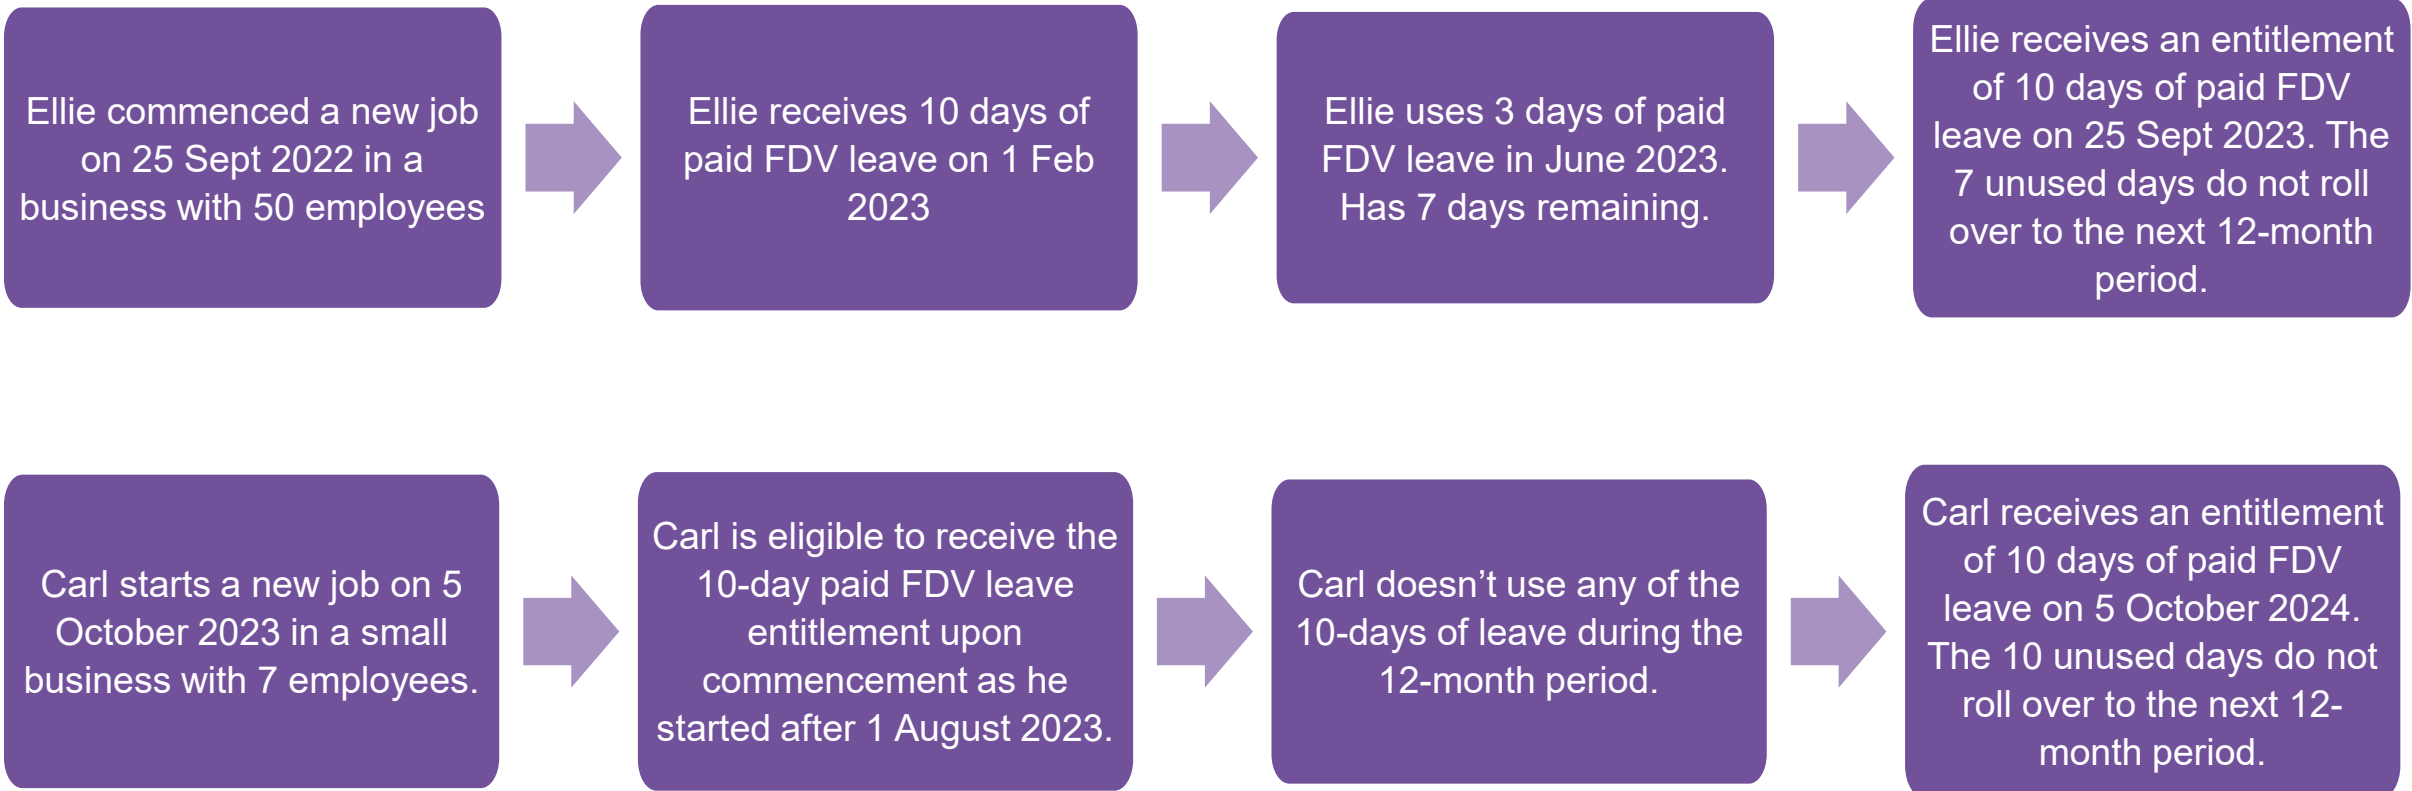 Ellie commenced a new job
on 25 Sept 2022 in a
business with 50 employees
Ellie receives 10 days of
paid FDV leave on 1 Feb
2023
Ellie uses 3 days of paid
FDV leave in June 2023.
Has 7 days remaining.
Ellie receives an entitlement
of 10 days of paid FDV
leave on 25 Sept 2023. The
7 unused days do not roll
over to the next 12-month
period.
Carl starts a new job on 5
October 2023 in a small
business with 7 employees.
Carl is eligible to receive the
10-day paid FDV leave
entitlement upon
commencement as he
started after 1 August 2023.
Carl doesn’t use any of the
10-days of leave during the
12-month period.
Carl receives an entitlement
of 10 days of paid FDV
leave on 5 October 2024.
The 10 unused days do not
roll over to the next 12-
month period.